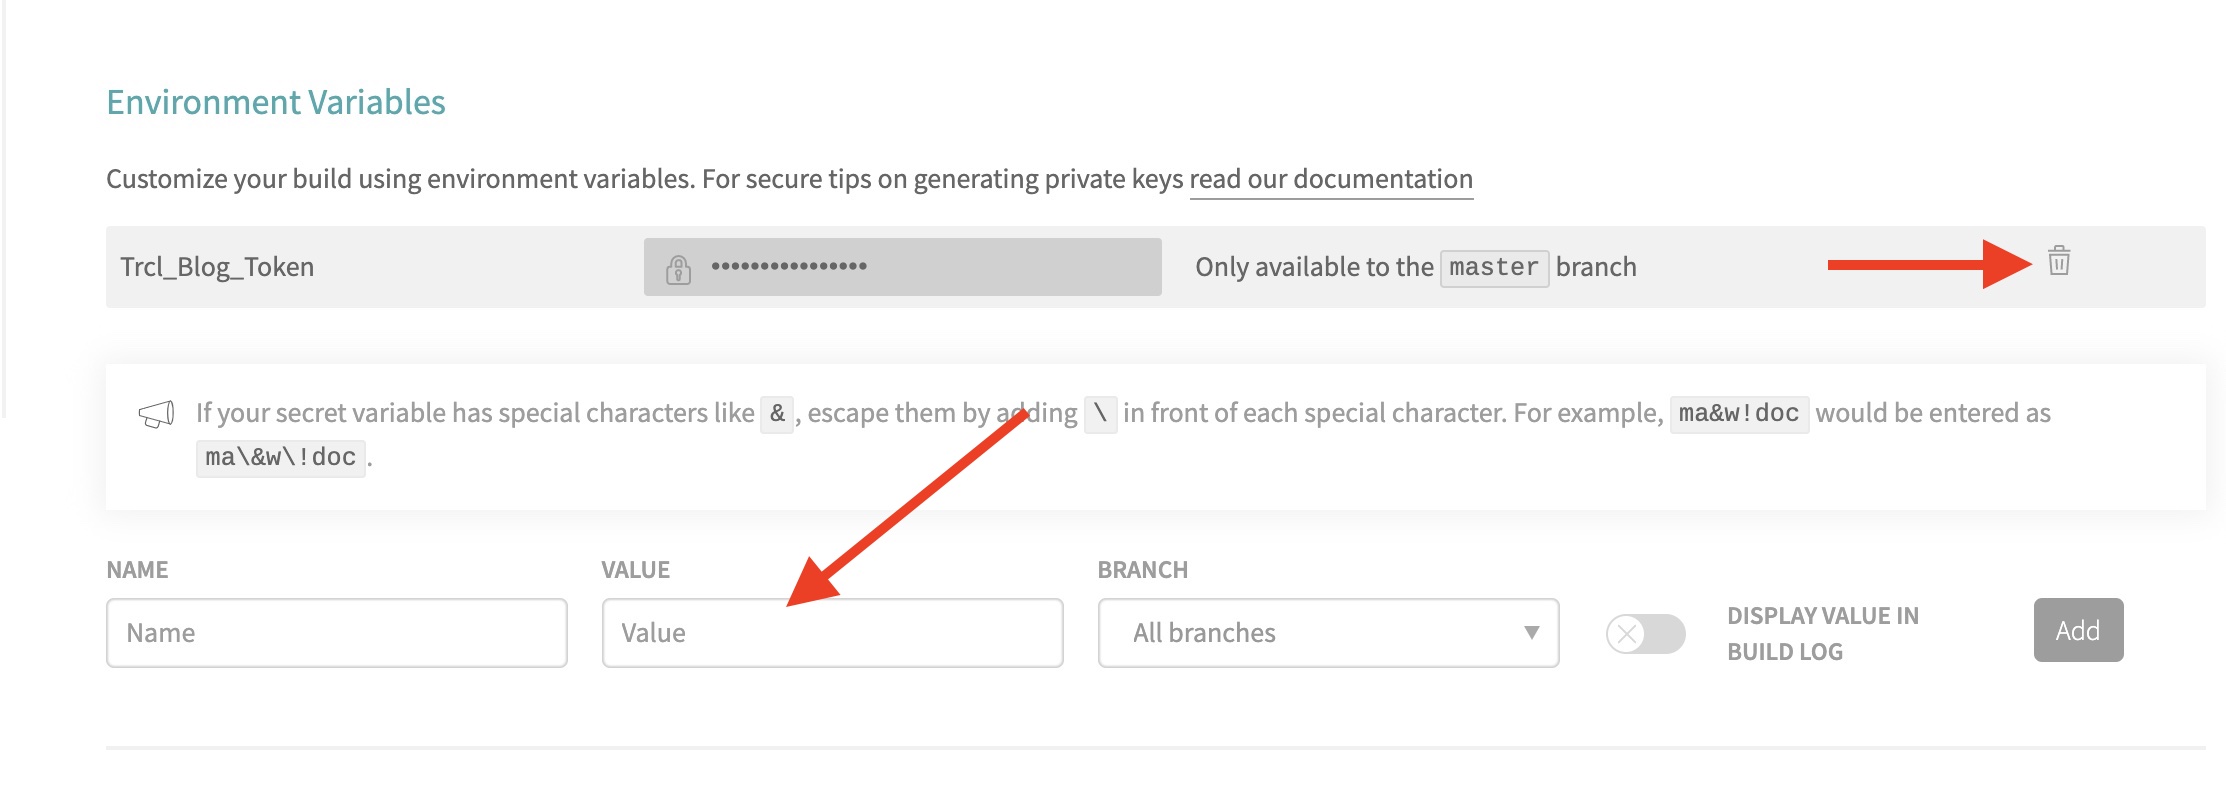 Environment Variables
Customize your build using environment variables. For secure tips on generating private keys read our documentation
Trcl_Blog_Token •••••••••••••••• Only available to the master branch
If your secret variable has special characters like &, escape them by adding \ in front of each special character. For example, ma&w!doc would be entered as
ma\&w\!doc.
NAME VALUE BRANCH
Name Value All branches DISPLAY VALUE IN
BUILD LOG Add